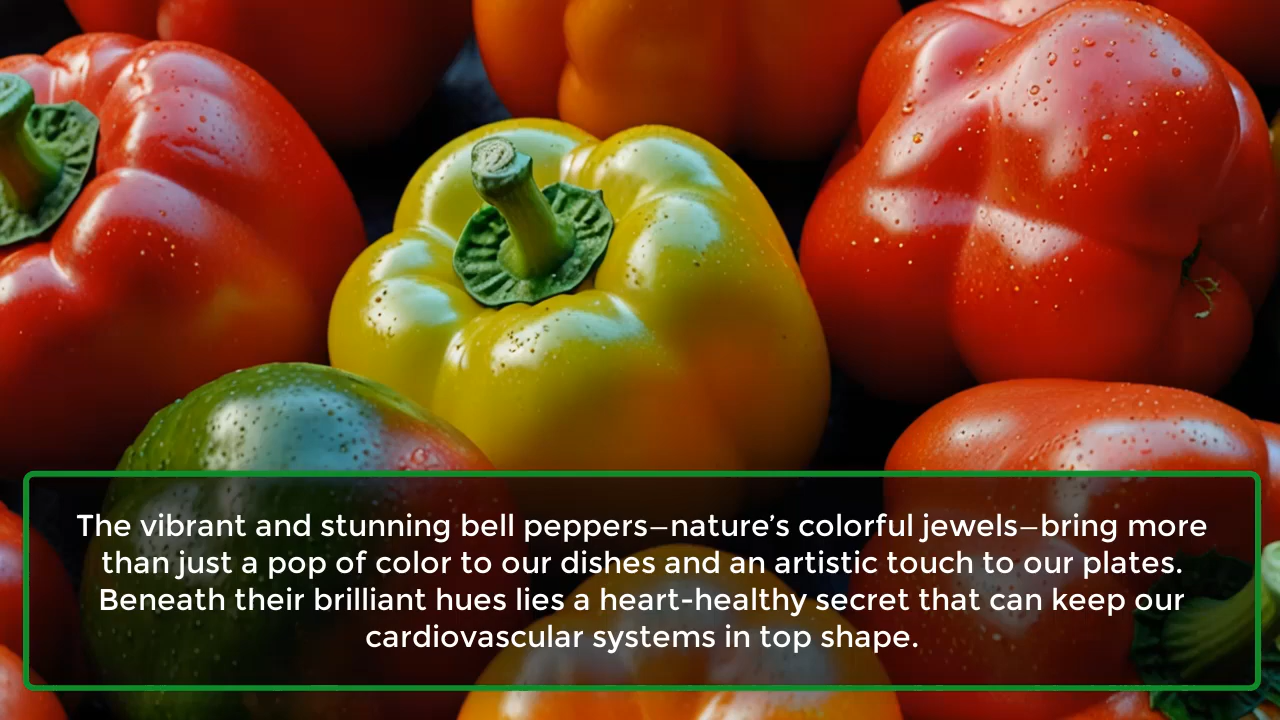 The vibrant and stunning bell peppers—nature’s colorful jewels—bring more
than just a pop of color to our dishes and an artistic touch to our plates.
Beneath their brilliant hues lies a heart-healthy secret that can keep our
cardiovascular systems in top shape.